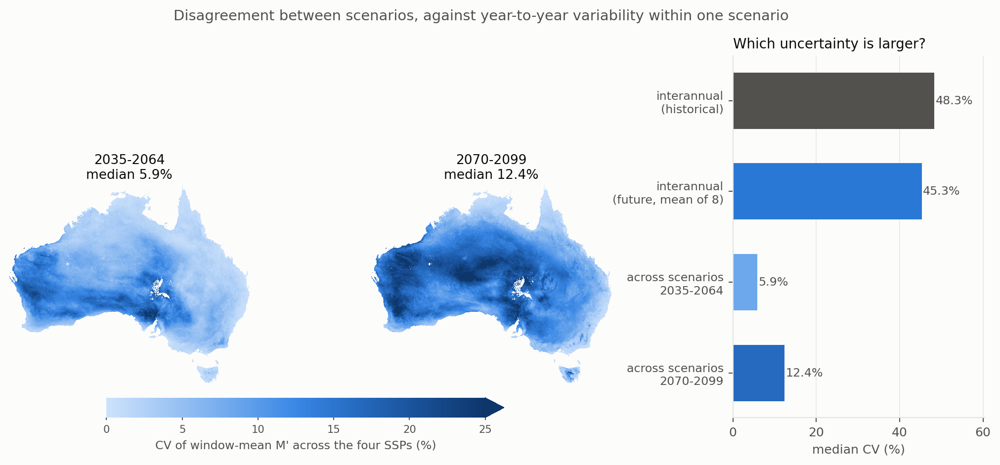 Disagreement between scenarios, against year-to-year variability within one scenario
2035-2064
median 5.9%
2070-2099
median 12.4%
0
5
10
15
20
25
CV of window-mean M' across the four SSPs (%)
Which uncertainty is larger?
interannual
(historical)
48.3%
interannual
(future, mean of 8)
45.3%
across scenarios
2035-2064
5.9%
across scenarios
2070-2099
12.4%
0
20
40
60
median CV (%)